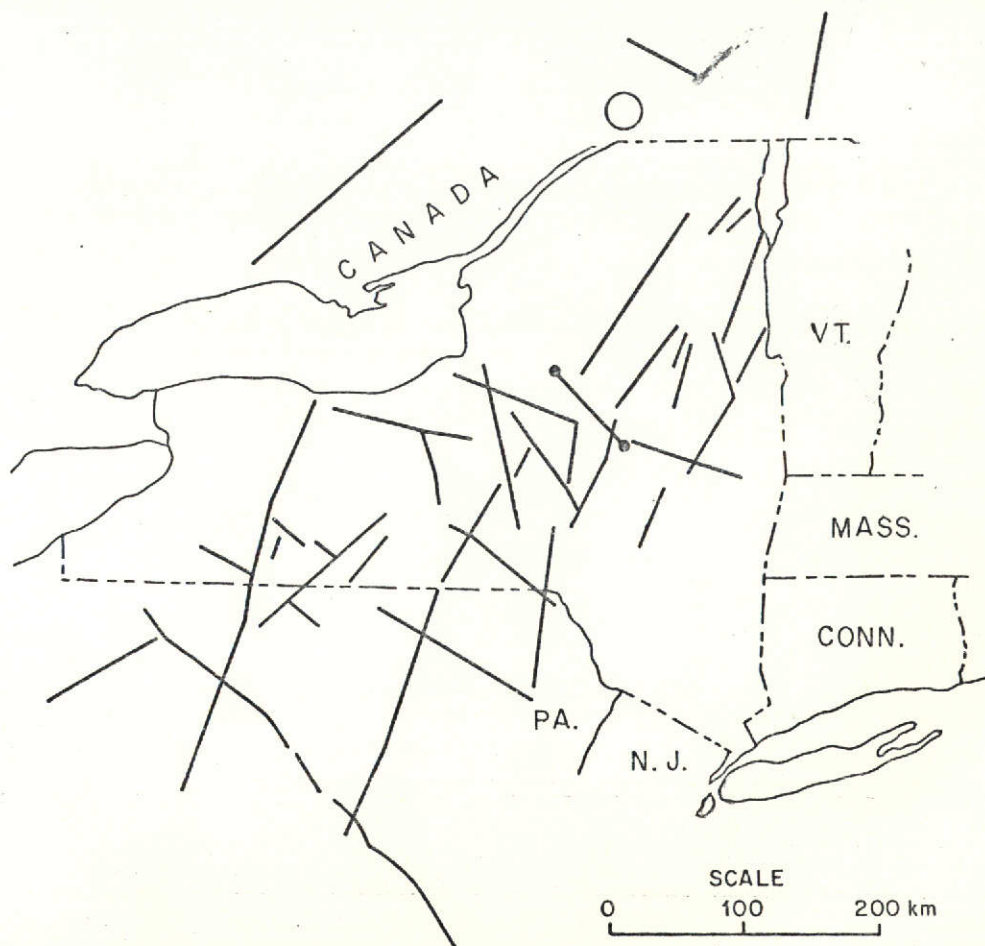 CANADA
VT.
MASS.
CONN.
PA.
N. J.
SCALE
0 100 200 km